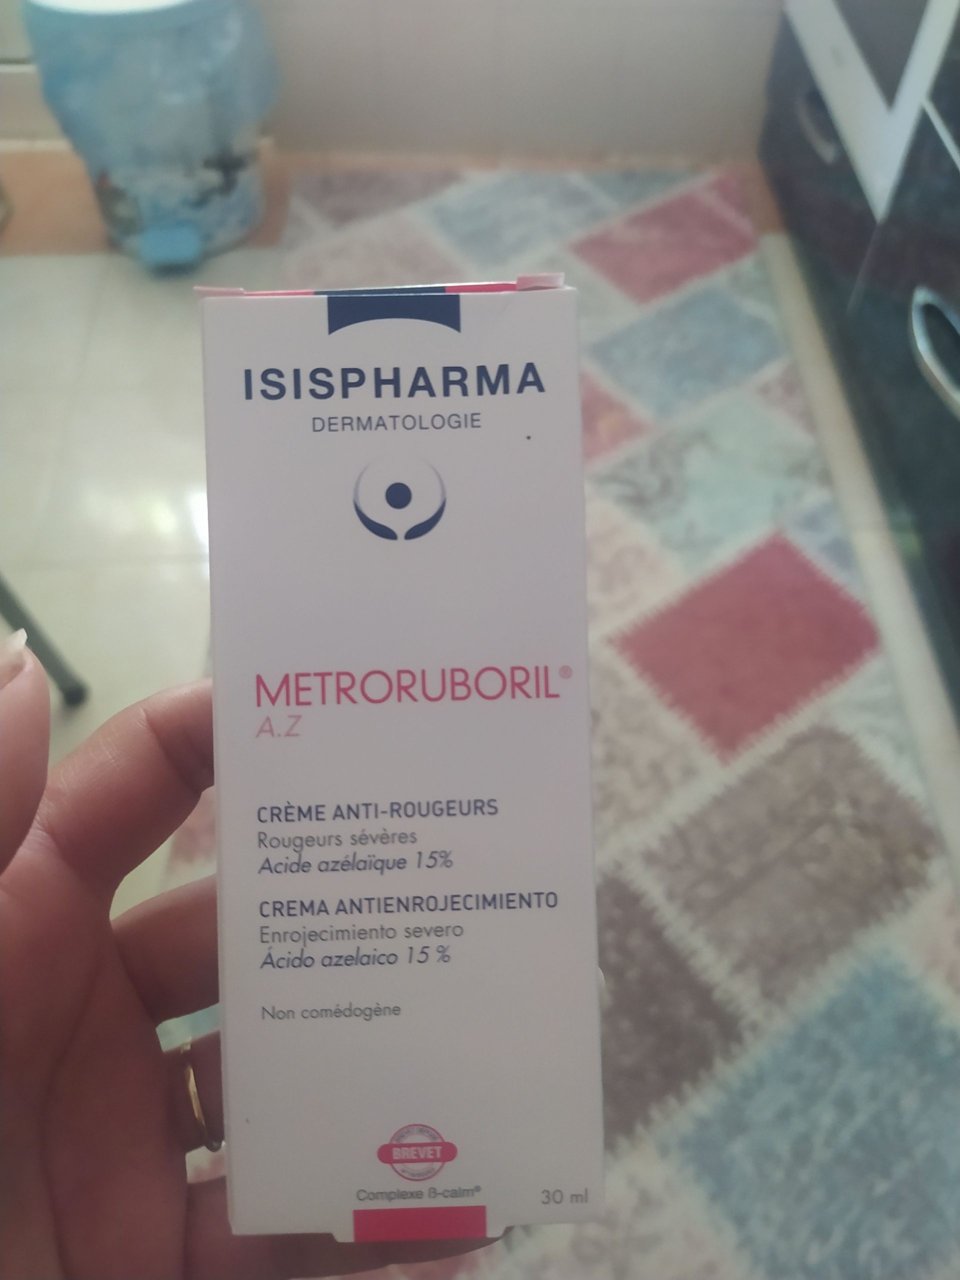 ISISPHARMA
DERMATOLOGIE
METRORUBORIL®
A.Z
CRÈME ANTI-ROUGEURS
Rougeurs sévères
Acide azélaïque 15%
CREMA ANTIENROJECIMIENTO
Enrojecimiento severo
Ácido azelaico 15 %
Non comédogène
BREVET
Complexe ß-calm®
30 ml